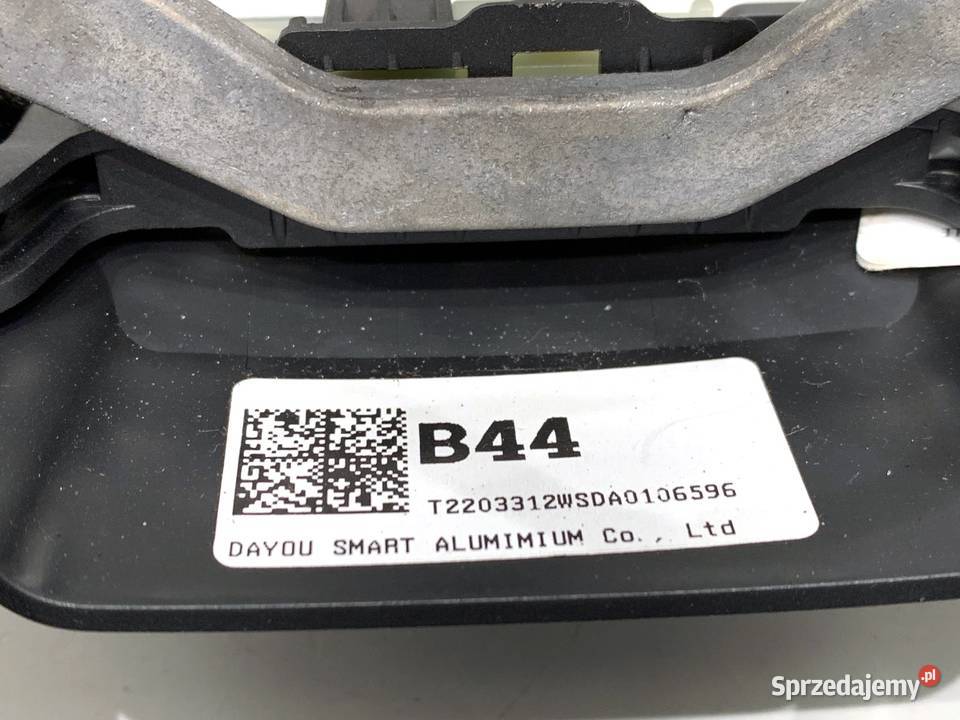 B44
T2203312WSDA0106596
DAYOU SMART ALUMIMIUM Co., Ltd
Sprzedajemy.pl